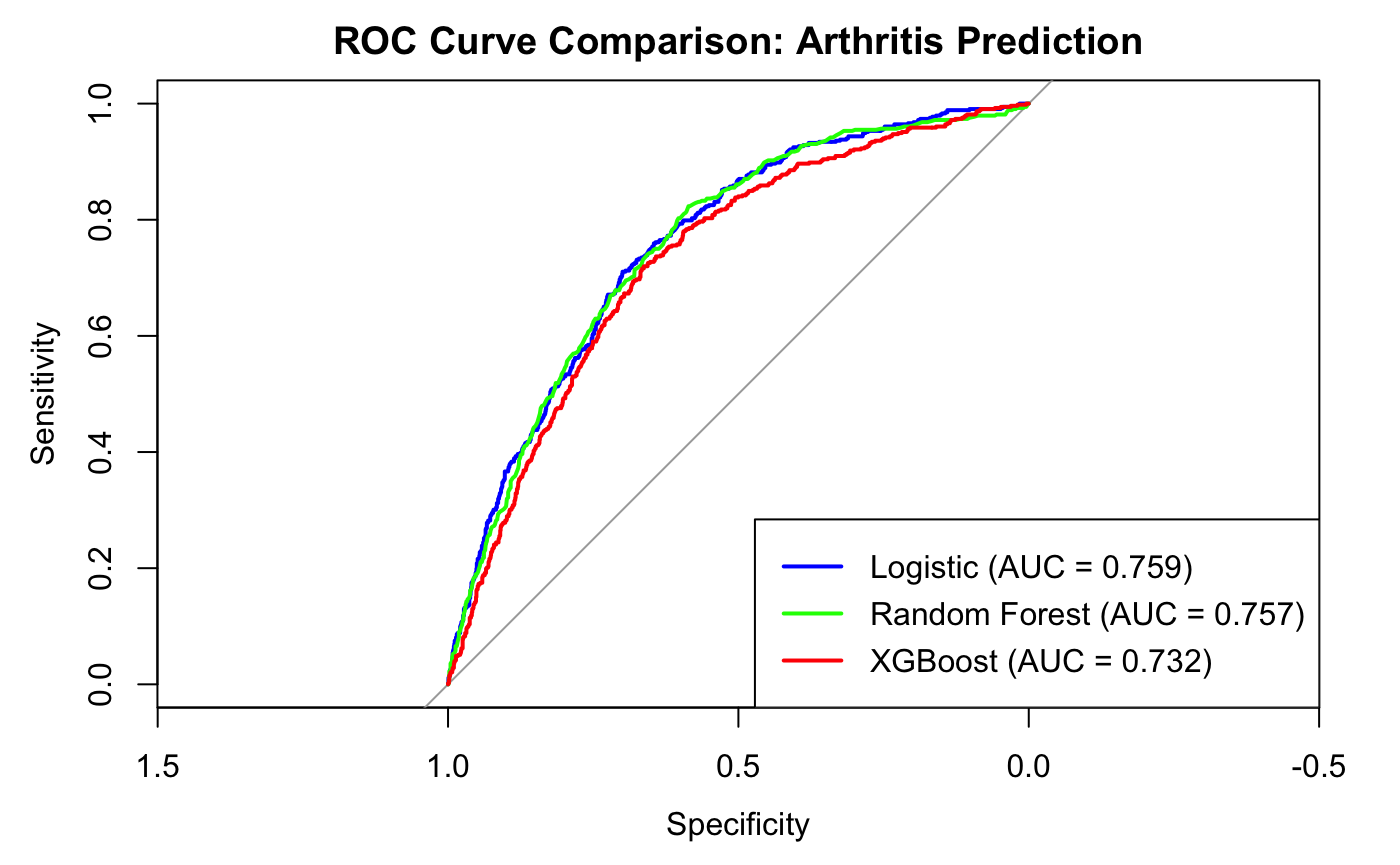 ROC Curve Comparison: Arthritis Prediction
Sensitivity
1.0
0.8
0.6
0.4
0.2
0.0
Logistic (AUC = 0.759)
Random Forest (AUC = 0.757)
XGBoost (AUC = 0.732)
1.5 1.0 0.5 0.0 -0.5
Specificity